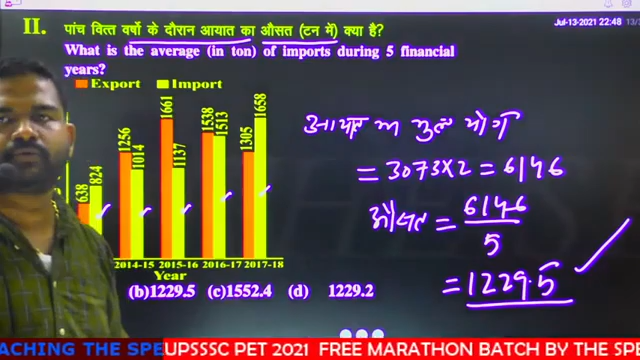 Jul-13-2021 22:48
II. पांच वित्त वर्षो के दौरान आयात का औसत (टन में) क्या है?
What is the average (in ton) of imports during 5 financial
years?
Export Import
638 824 1256 1014 1661 1137 1538 1513 1305 1658
2014-15 2015-16 2016-17 2017-18
Year
(b)1229.5 (c)1552.4 (d) 1229.2
आयात का कुल योग
= 3073×2 = 6146
औसत = 6146
5
= 1229.5
ACHING THE SPE UPSSSC PET 2021 FREE MARATHON BATCH BY THE SPE